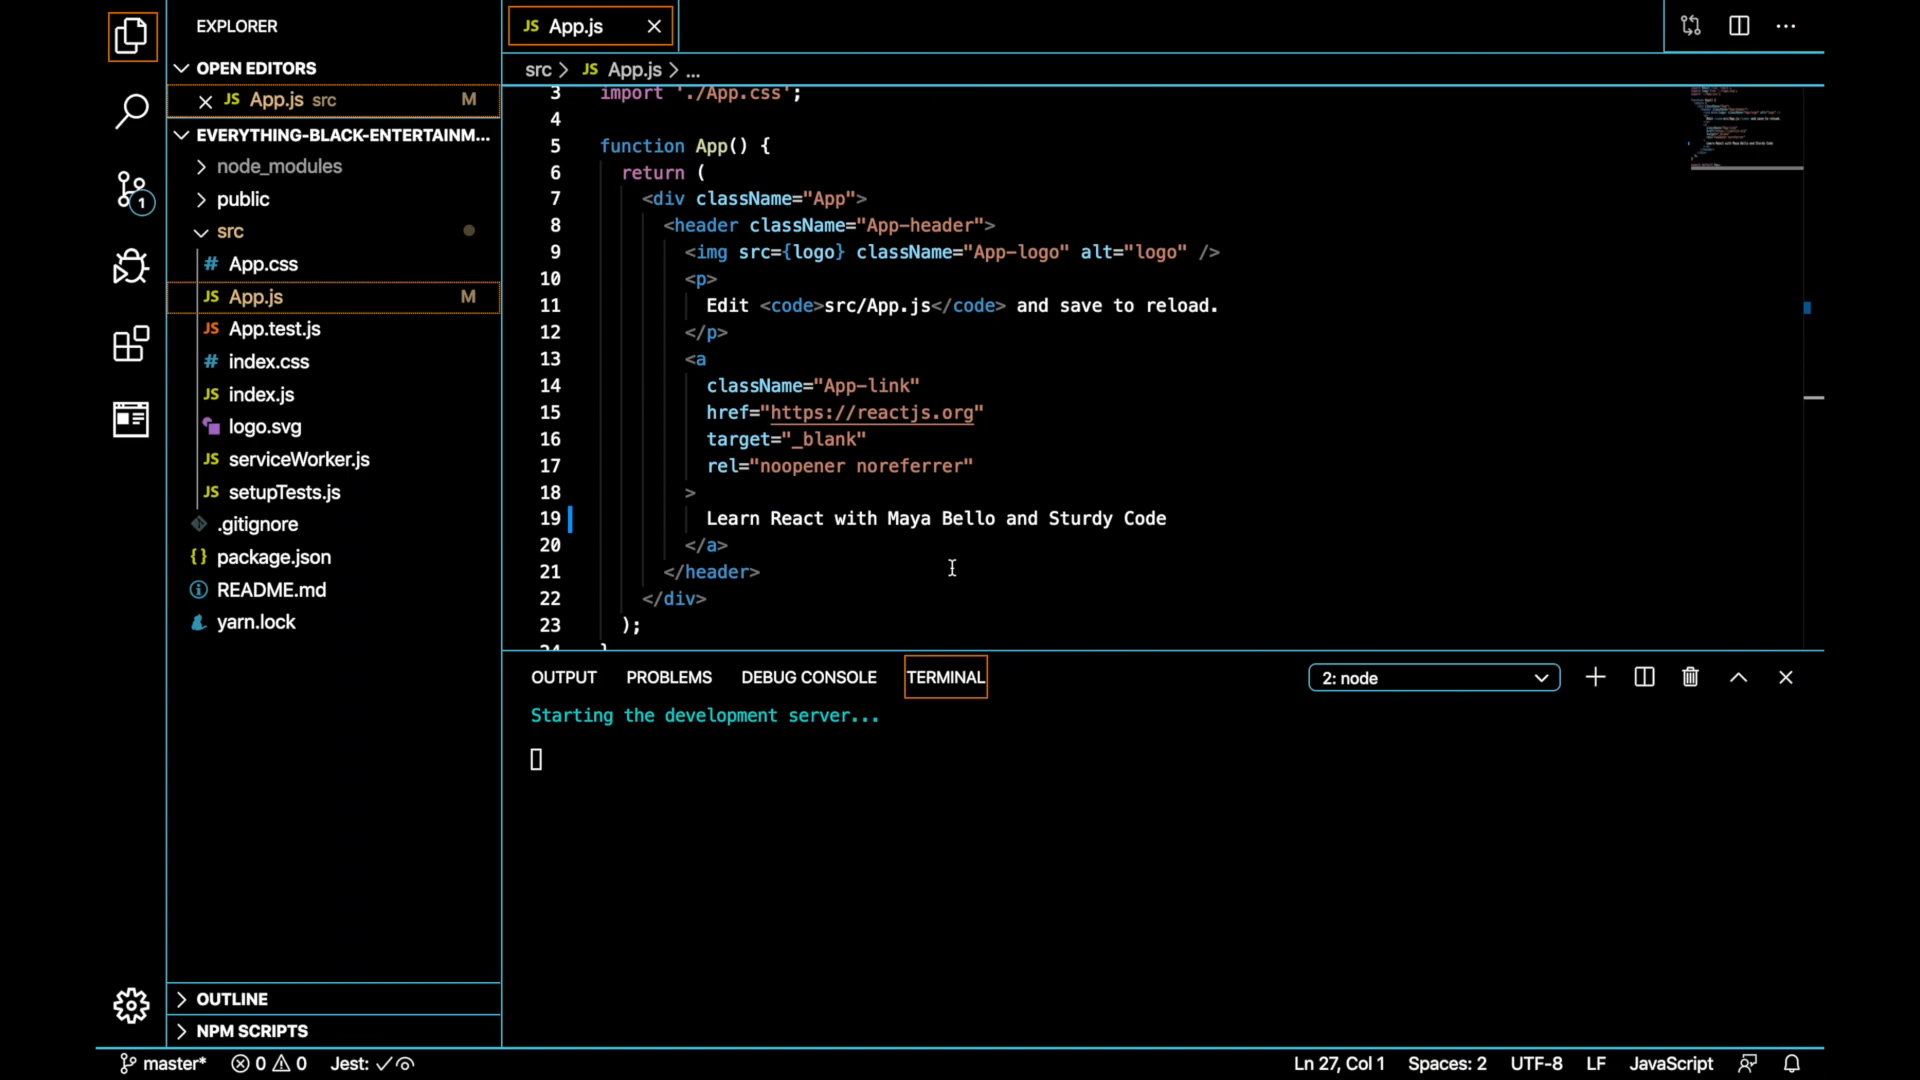 EXPLORER
OPEN EDITORS
JS App.js src M
EVERYTHING-BLACK-ENTERTAINM...
node_modules
public
src
# App.css
JS App.js M
JS App.test.js
# index.css
JS index.js
logo.svg
JS serviceWorker.js
JS setupTests.js
.gitignore
{} package.json
README.md
yarn.lock
OUTLINE
NPM SCRIPTS
1
JS App.js
src > JS App.js > ...
3 import './App.css';
4
5 function App() {
6 return (
7 <div className="App">
8 <header className="App-header">
9 <img src={logo} className="App-logo" alt="logo" />
10 <p>
11 Edit <code>src/App.js</code> and save to reload.
12 </p>
13 <a
14 className="App-link"
15 href="https://reactjs.org"
16 target="_blank"
17 rel="noopener noreferrer"
18 >
19 Learn React with Maya Bello and Sturdy Code
20 </a>
21 </header>
22 </div>
23 );
24 }
OUTPUT PROBLEMS DEBUG CONSOLE TERMINAL 2: node
Starting the development server...
master* 0 0 Jest: Ln 27, Col 1 Spaces: 2 UTF-8 LF JavaScript